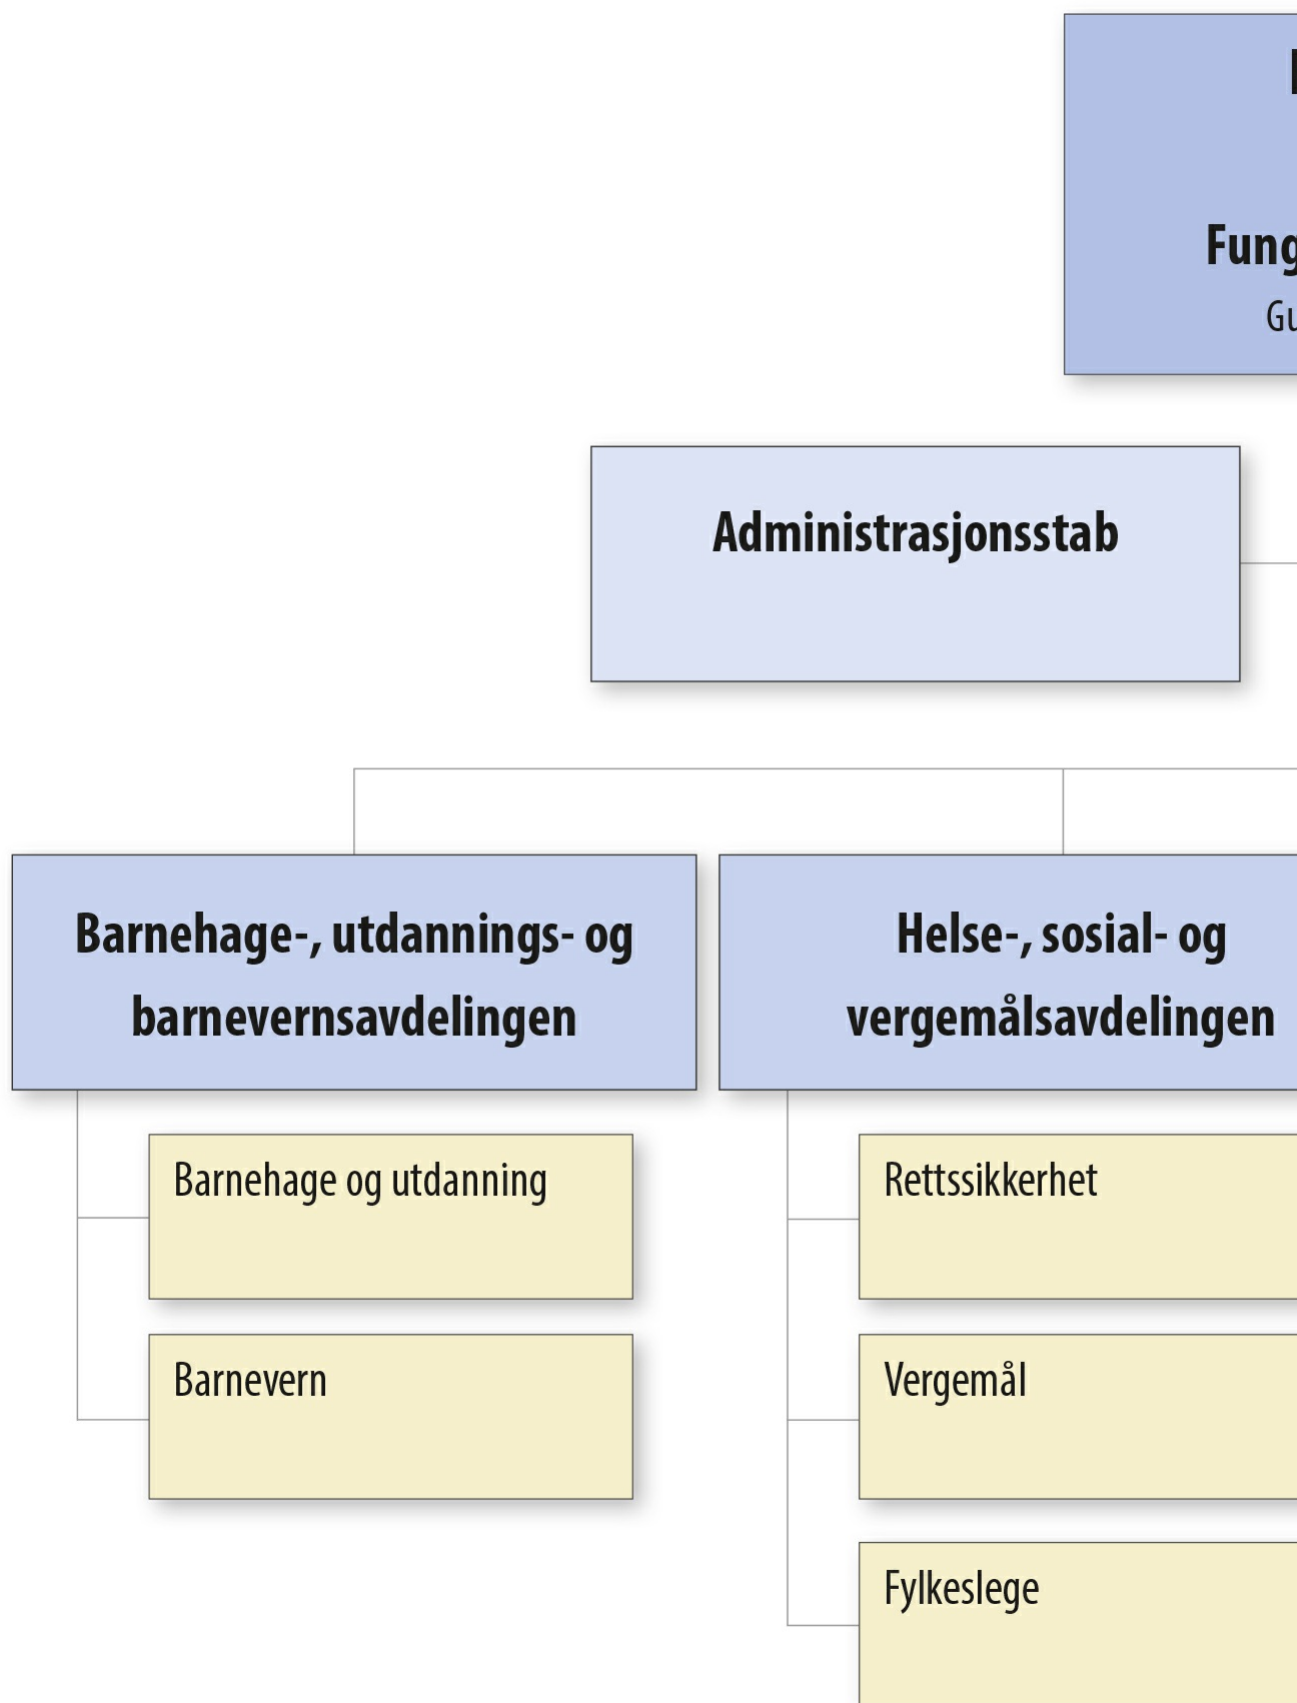 Administrasjonsstab
Barnehage-, utdannings- og
barnevernsavdelingen
Helse-, sosial- og
vergemålsavdelingen
Barnehage og utdanning
Barnevern
Rettssikkerhet
Vergemål
Fylkeslege